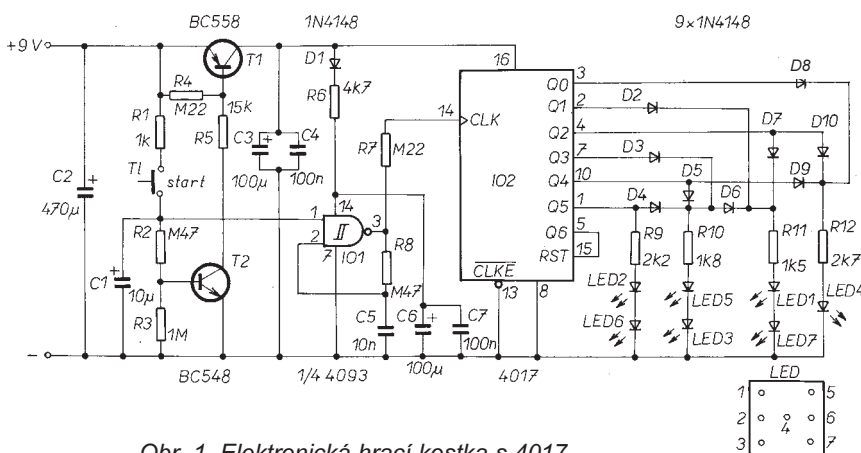 BC558 1N4148 9×1N4148
+9 V
T1
D1
16
3
D8
R4
M22
R6
4k7
Q0
Q1
2
D2
D7
D10
R1
1k
15k
R5
14
CLK
Q2
4
C3
+
C4
R7
M22
Q3
7
D3
Tl
start
100μ
100n
IO2
Q4
10
D5
D9
C2
+
470μ
Q5
1
D4
D6
14
1
3
2
7
IO1
R2
M47
R8
M47
Q6
5
RST
15
R9
2k2
R10
1k8
R11
1k5
R12
2k7
T2
C1
+
10μ
CLKE
13
8
LED2
LED5
LED1
LED4
R3
1M
C5
10n
C6
+
100μ
C7
100n
LED6
LED3
LED7
–
BC548 1/4 4093 4017
LED
1 5
2 4 6
3 7
Obr. 1. Elektronická hrací kostka s 4017